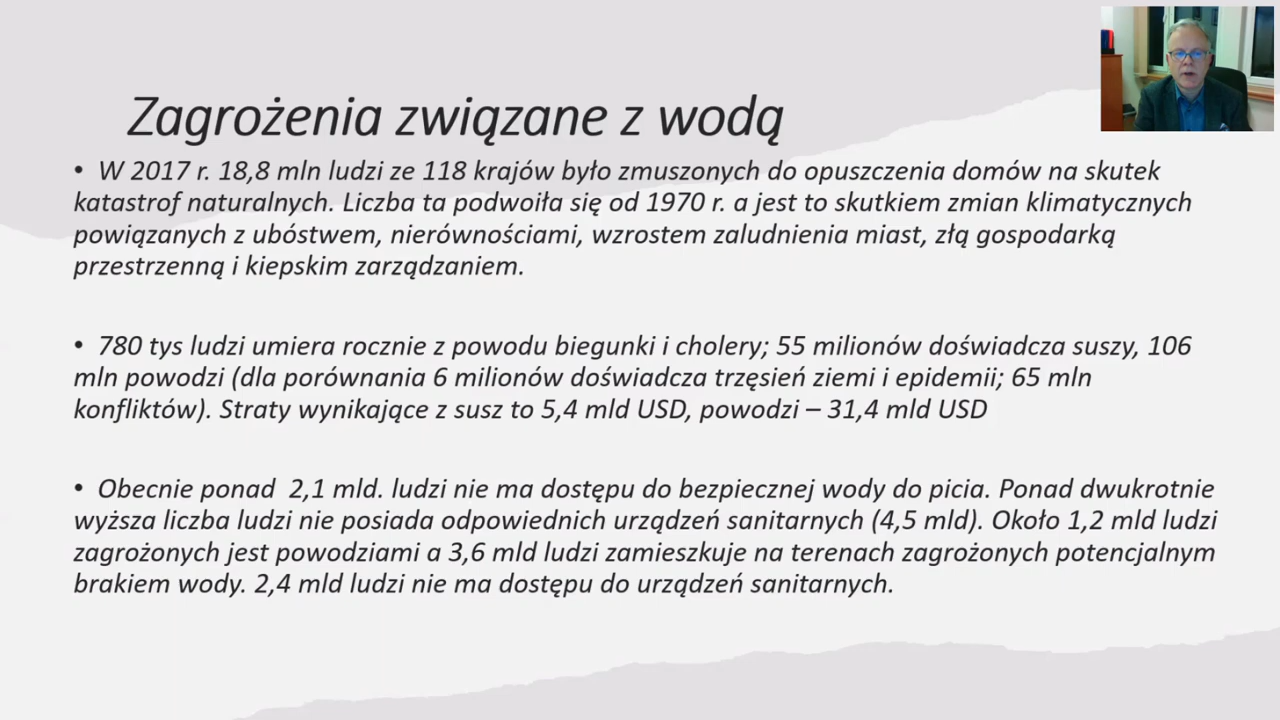 Zagrożenia związane z wodą
• W 2017 r. 18,8 mln ludzi ze 118 krajów było zmuszonych do opuszczenia domów na skutek
katastrof naturalnych. Liczba ta podwoiła się od 1970 r. a jest to skutkiem zmian klimatycznych
powiązanych z ubóstwem, nierównościami, wzrostem zaludnienia miast, złą gospodarką
przestrzenną i kiepskim zarządzaniem.
• 780 tys ludzi umiera rocznie z powodu biegunki i cholery; 55 milionów doświadcza suszy, 106
mln powodzi (dla porównania 6 milionów doświadcza trzęsień ziemi i epidemii; 65 mln
konfliktów). Straty wynikające z susz to 5,4 mld USD, powodzi – 31,4 mld USD
• Obecnie ponad  2,1 mld. ludzi nie ma dostępu do bezpiecznej wody do picia. Ponad dwukrotnie
wyższa liczba ludzi nie posiada odpowiednich urządzeń sanitarnych (4,5 mld). Około 1,2 mld ludzi
zagrożonych jest powodziami a 3,6 mld ludzi zamieszkuje na terenach zagrożonych potencjalnym
brakiem wody. 2,4 mld ludzi nie ma dostępu do urządzeń sanitarnych.